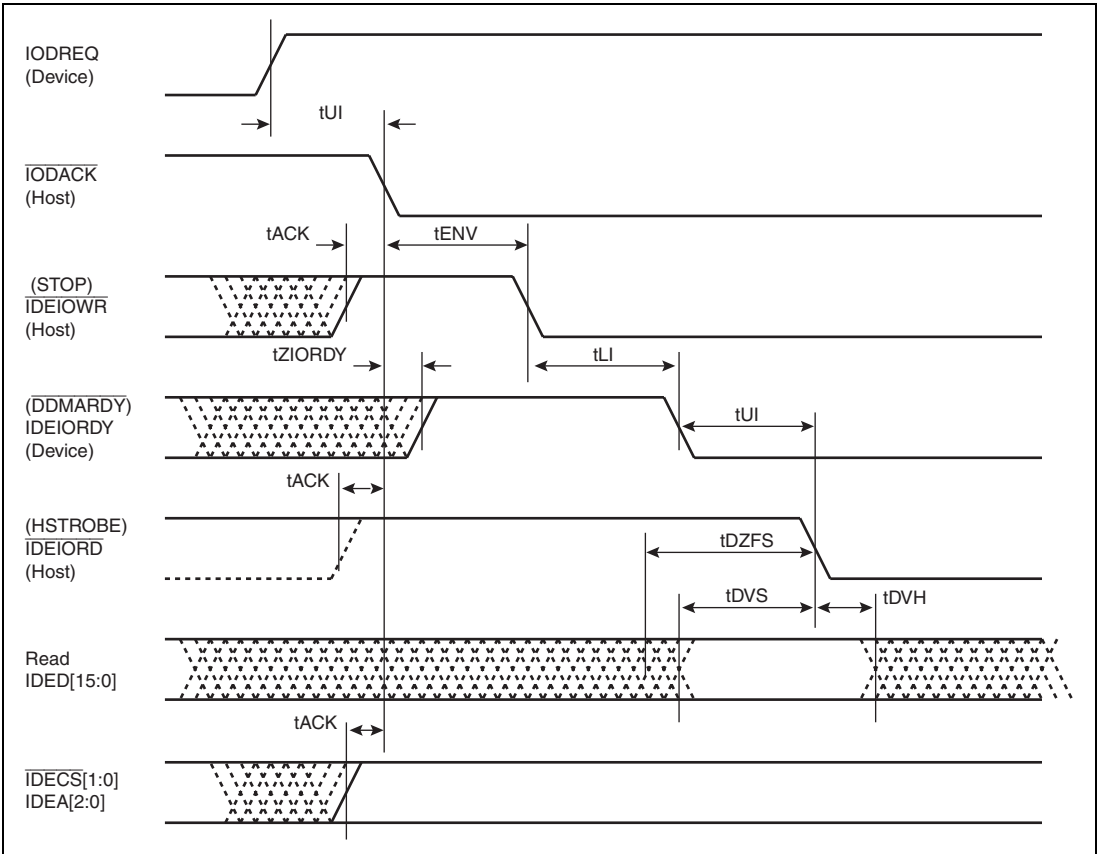 IODREQ
(Device)
tUI
IODACK
(Host)
tACK
tENV
(STOP)
IDEIOWR
(Host)
tZIORDY
tLI
(DDMARDY)
IDEIORDY
(Device)
tUI
tACK
(HSTROBE)
IDEIORD
(Host)
tDZFS
tDVS
tDVH
Read
IDED[15:0]
tACK
IDECS[1:0]
IDEA[2:0]